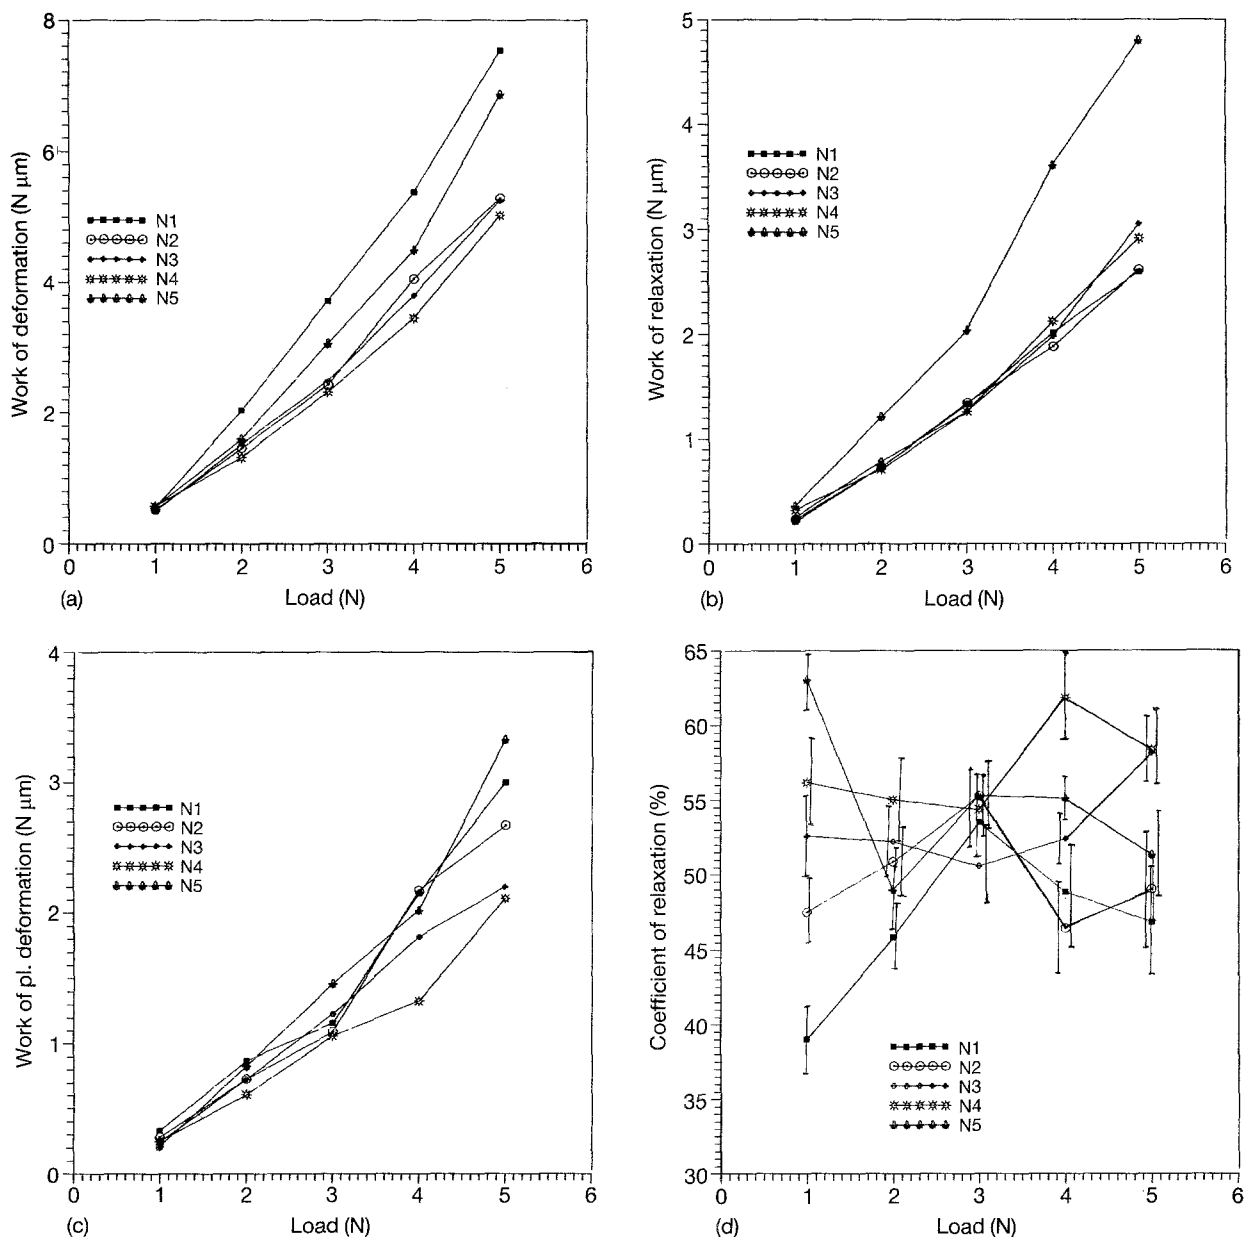 8
6
4
2
0
Work of deformation (N μm)
N1
N2
N3
N4
N5
0
1
2
3
4
5
6
(a)
Load (N)
5
4
3
2
1
0
Work of relaxation (N μm)
N1
N2
N3
N4
N5
0
1
2
3
4
5
6
(b)
Load (N)
4
3
2
1
0
Work of pl. deformation (N μm)
N1
N2
N3
N4
N5
0
1
2
3
4
5
6
(c)
Load (N)
65
60
55
50
45
40
35
30
Coefficient of relaxation (%)
N1
N2
N3
N4
N5
0
1
2
3
4
5
6
(d)
Load (N)